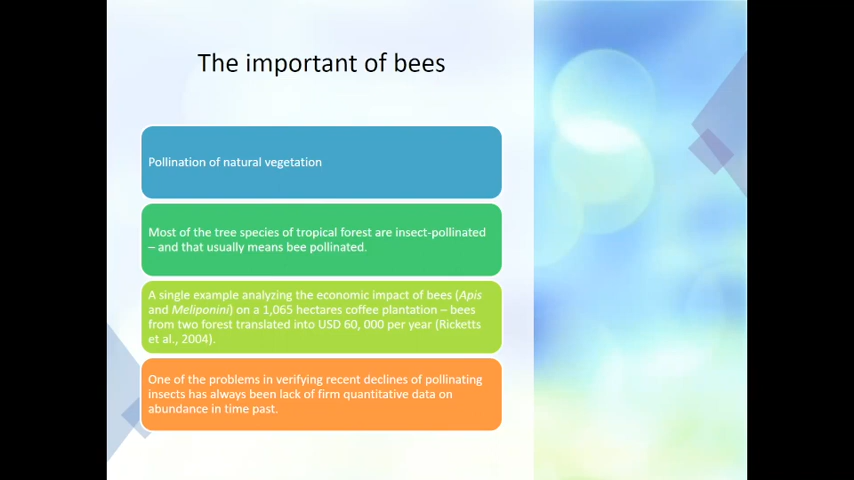 The important of bees
Pollination of natural vegetation
Most of the tree species of tropical forest are insect-pollinated
– and that usually means bee pollinated.
A single example analyzing the economic impact of bees (Apis
and Meliponini) on a 1,065 hectares coffee plantation – bees
from two forest translated into USD 60, 000 per year (Ricketts
et al., 2004).
One of the problems in verifying recent declines of pollinating
insects has always been lack of firm quantitative data on
abundance in time past.